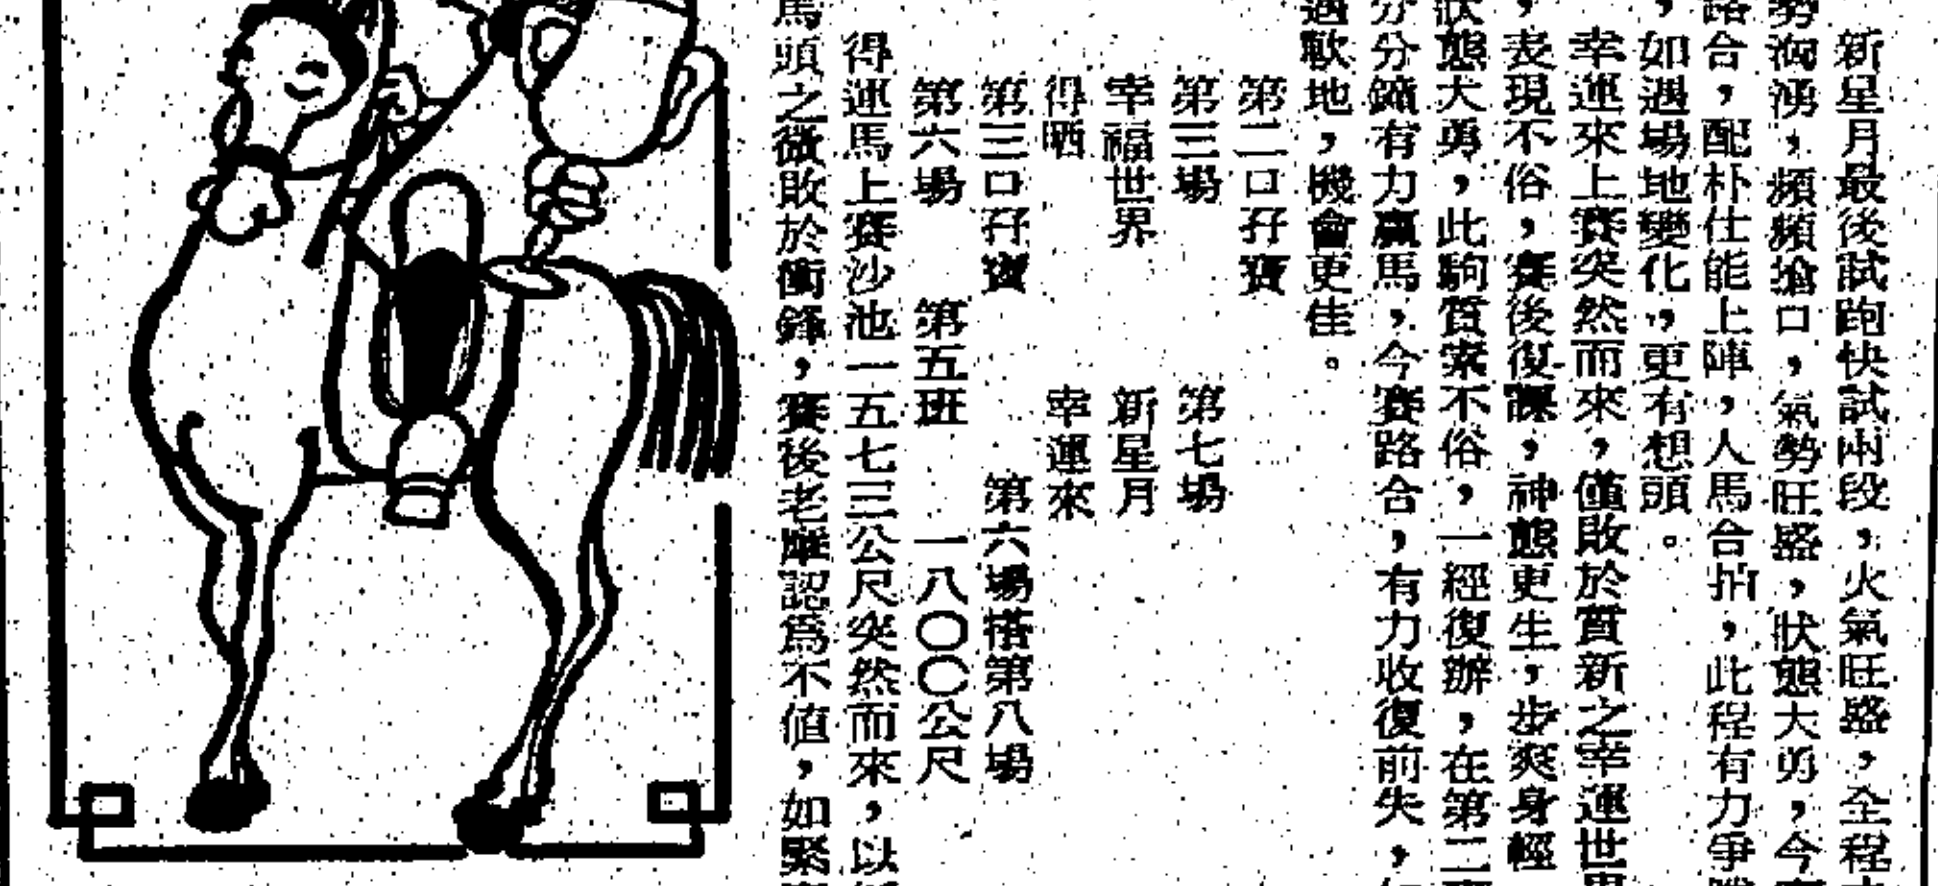 新星月最後試跑快試兩段，火氣旺盛，全程
勢洶湧，頻頻搶口，氣勢旺盛，狀態大勇，今
路合，配朴仕能上陣，人馬合拍，此程有力爭
，如遇場地變化，更有想頭。
幸運來上賽突然而來，僅敗於質新之幸運世界
，表現不俗，賽後復課，神態更生，步爽身輕
狀態大勇，此駒質素不俗，一經復辦，在第二
分分鐘有力贏馬，今賽路合，有力收復前失，
遇軟地，機會更佳。
第二口孖寶
第三場 第七場
幸福世界 新星月
得晒 幸運來
第三口孖寶 第六場搭第八場
第六場 第五班 一八〇〇公尺
得運馬上賽沙池一五七三公尺突然而來，以
馬頭之微敗於衝鋒，賽後老摩認爲不值，如緊